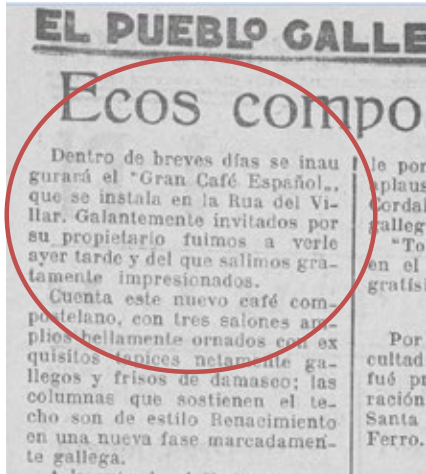 EL PUEBLO GALLE
Ecos compo
Dentro de breves días se inau
gurará el "Gran Café Español",
que se instala en la Rua del Vi-
llar. Galantemente invitados por
su propietario fuimos a verle
ayer tarde y del que salimos gra-
tamente impresionados.
Cuenta este nuevo café com-
postelano, con tres salones am-
plios bellamente ornados con ex
quisitos tapices netamente ga-
llegos y frisos de damasco; las
columnas que sostienen el te-
cho son de estilo Renacimiento
en una nueva fase marcadamen-
te gallega.
le por
aplaus
Cordal
galleg
"To
en el
gratísi
Por
cultad
fué pr
ración
Santa
Ferro.